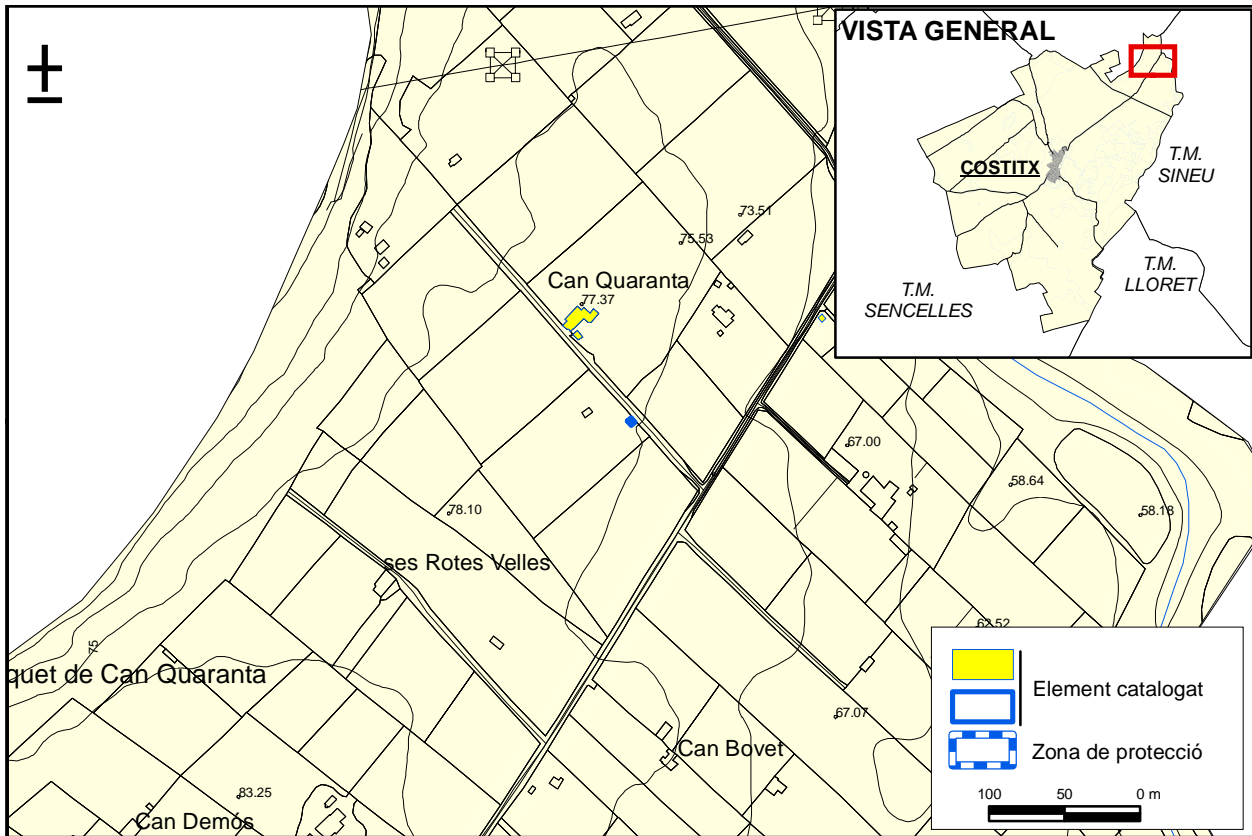 VISTA GENERAL
COSTITX
T.M.
SINEU
T.M.
LLORET
T.M.
SENCELLES
73.51
75.53
Can Quaranta
77.37
67.00
58.64
58.18
78.10
ses Rotes Velles
62.52
75
quet de Can Quaranta
67.07
Can Bovet
83.25
Can Demós
Element catalogat
Zona de protecció
100 50 0 m